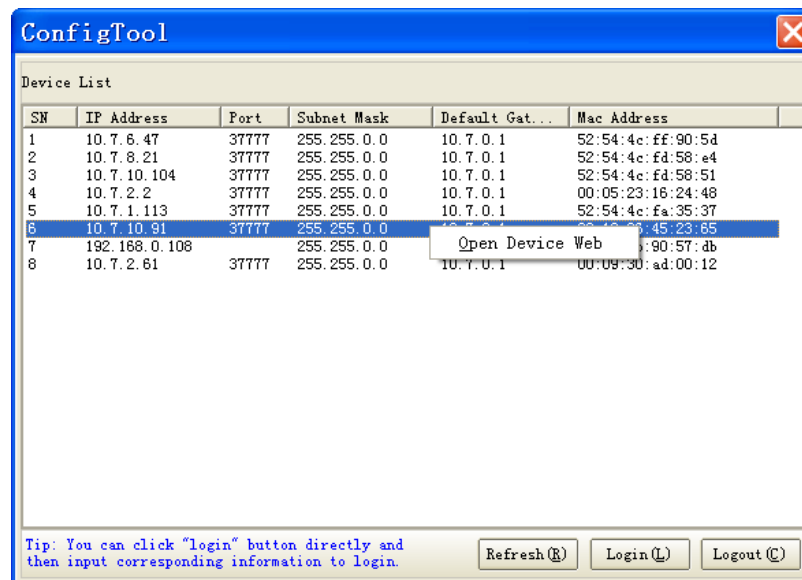 ConfigTool
Device List
SN IP Address Port Subnet Mask Default Gat... Mac Address
1 10.7.6.47 37777 255.255.0.0 10.7.0.1 52:54:4c:ff:90:5d
2 10.7.8.21 37777 255.255.0.0 10.7.0.1 52:54:4c:fd:58:e4
3 10.7.10.104 37777 255.255.0.0 10.7.0.1 52:54:4c:fd:58:51
4 10.7.2.2 37777 255.255.0.0 10.7.0.1 00:05:23:16:24:48
5 10.7.1.113 37777 255.255.0.0 10.7.0.1 52:54:4c:fa:35:37
6 10.7.10.91 37777 255.255.0.0 :45:23:65
Open Device Web
7 192.168.0.108 255.255.0.0 :90:57:db
8 10.7.2.61 37777 255.255.0.0 10.7.0.1 00:09:30:ad:00:12
Tip: You can click "login" button directly and
then input corresponding information to login.
Refresh(R) Login(L) Logout(C)